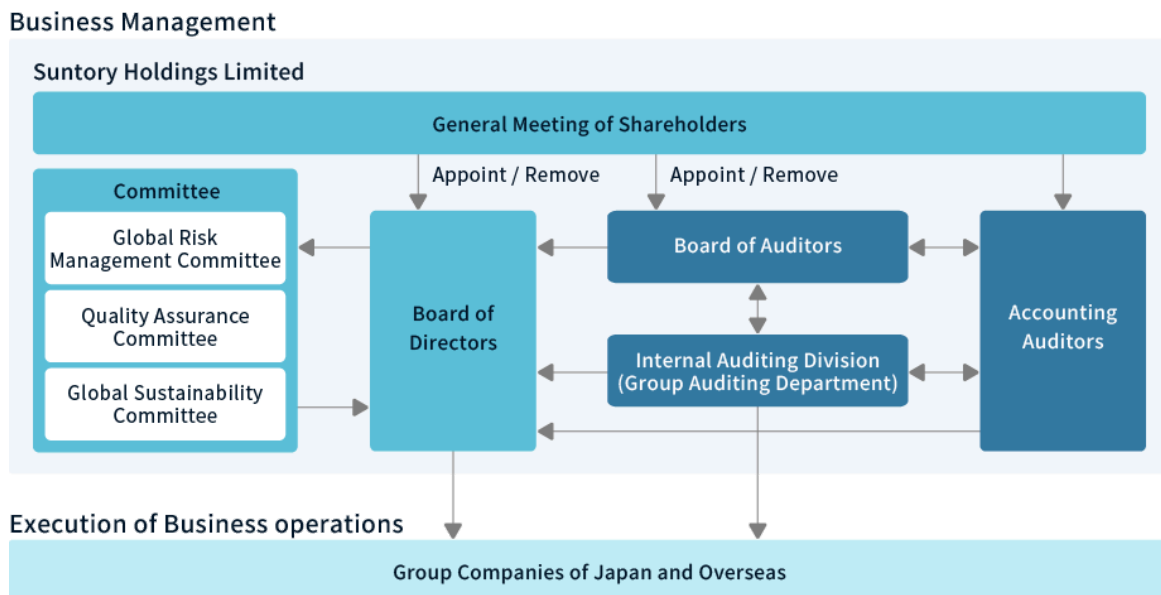 Business Management
Suntory Holdings Limited
General Meeting of Shareholders
Appoint / Remove
Appoint / Remove
Committee
Global Risk
Management Committee
Quality Assurance
Committee
Global Sustainability
Committee
Board of
Directors
Board of Auditors
Internal Auditing Division
(Group Auditing Department)
Accounting
Auditors
Execution of Business operations
Group Companies of Japan and Overseas